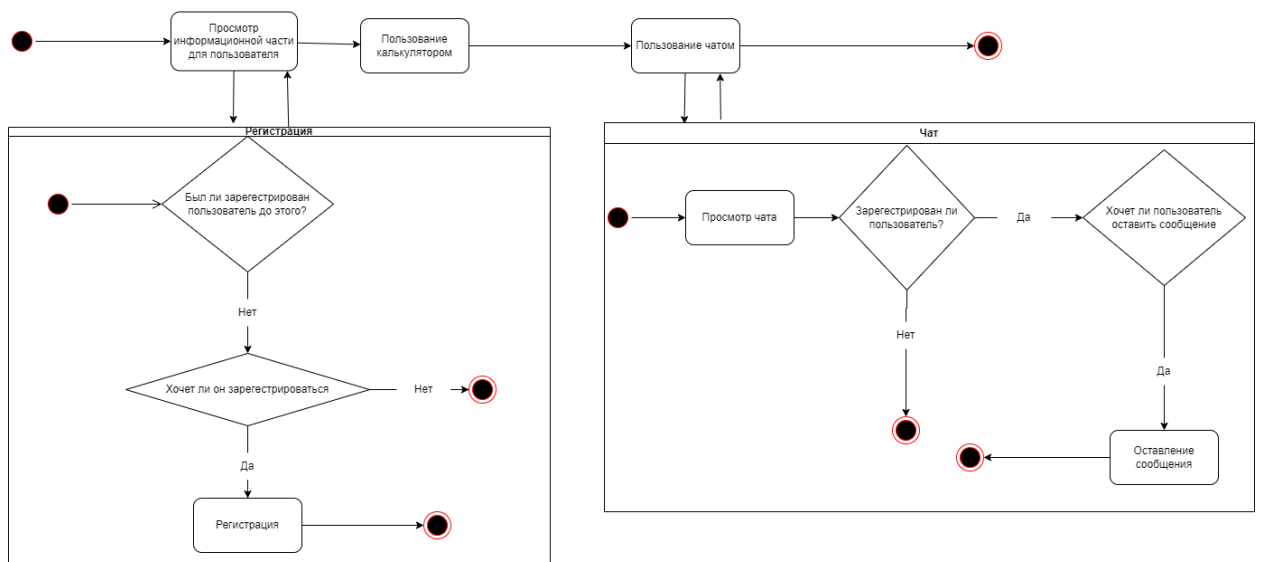 Просмотр
информационной части
для пользователя
Пользование
калькулятором
Пользование чатом
Регистрация
Был ли зарегестрирован
пользователь до этого?
Нет
Хочет ли он зарегестрироваться
Нет
Да
Регистрация
Чат
Просмотр чата
Зарегестрирован ли
пользователь?
Да
Хочет ли пользователь
оставить сообщение
Нет
Да
Оставление
сообщения